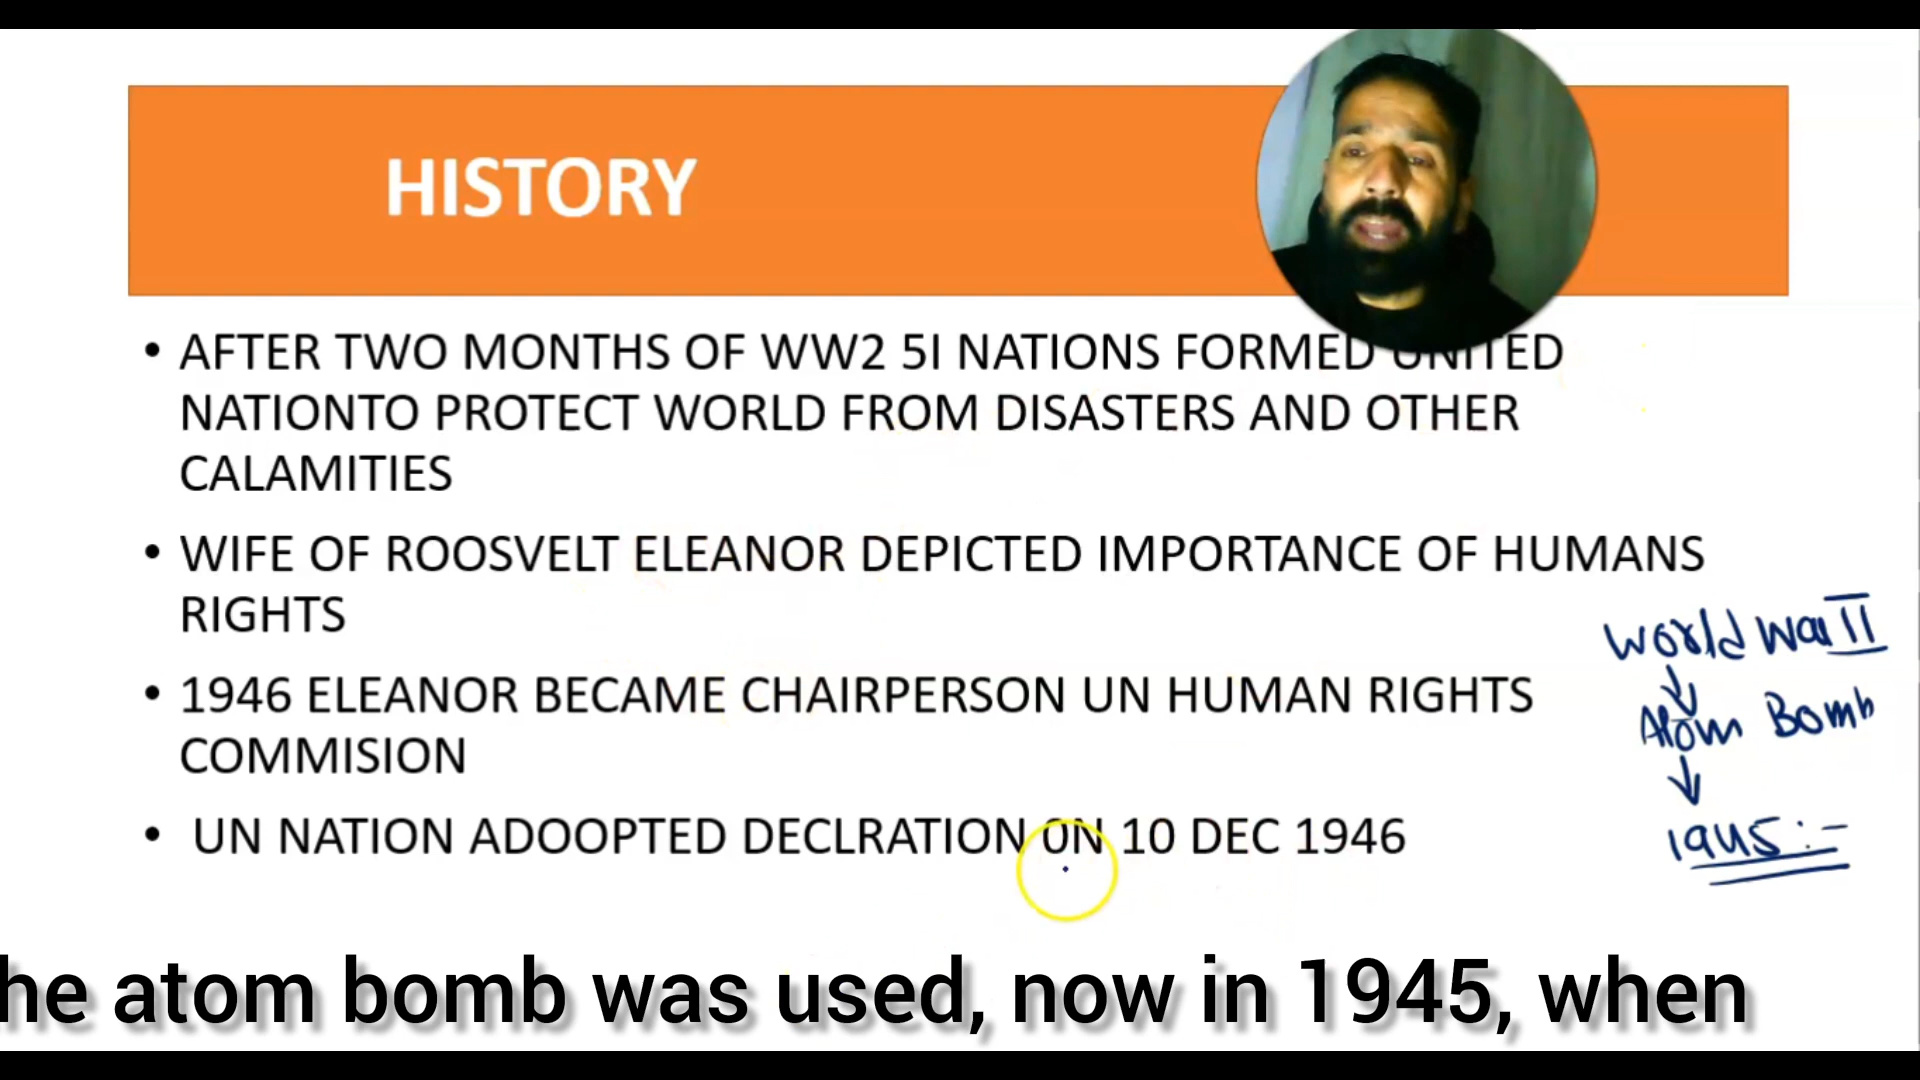 HISTORY
• AFTER TWO MONTHS OF WW2 5I NATIONS FORMED UNITED
NATIONTO PROTECT WORLD FROM DISASTERS AND OTHER
CALAMITIES
• WIFE OF ROOSVELT ELEANOR DEPICTED IMPORTANCE OF HUMANS
RIGHTS
• 1946 ELEANOR BECAME CHAIRPERSON UN HUMAN RIGHTS
COMMISION
• UN NATION ADOOPTED DECLRATION 0N 10 DEC 1946
World War II
↓
Atom Bomb
↓
1945:-
he atom bomb was used, now in 1945, when